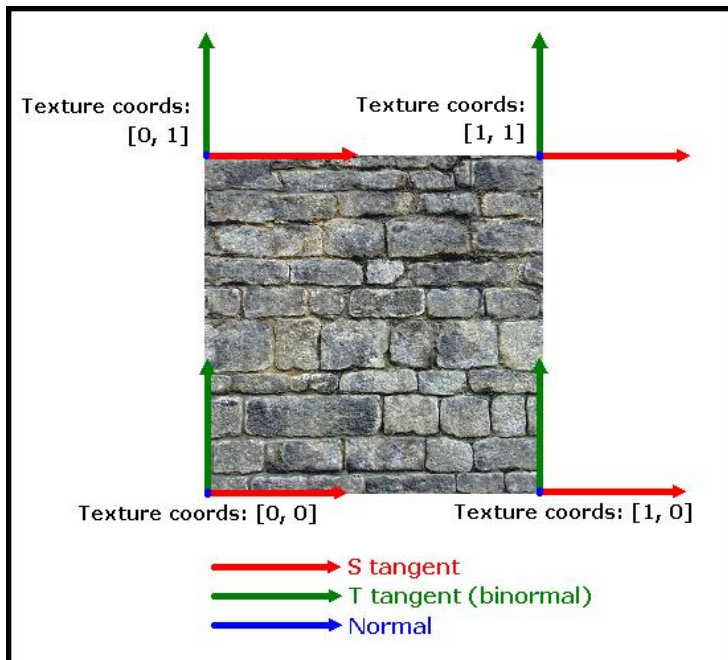 Texture coords:
[0, 1]
Texture coords:
[1, 1]
Texture coords: [0, 0]
Texture coords: [1, 0]
S tangent
T tangent (binormal)
Normal